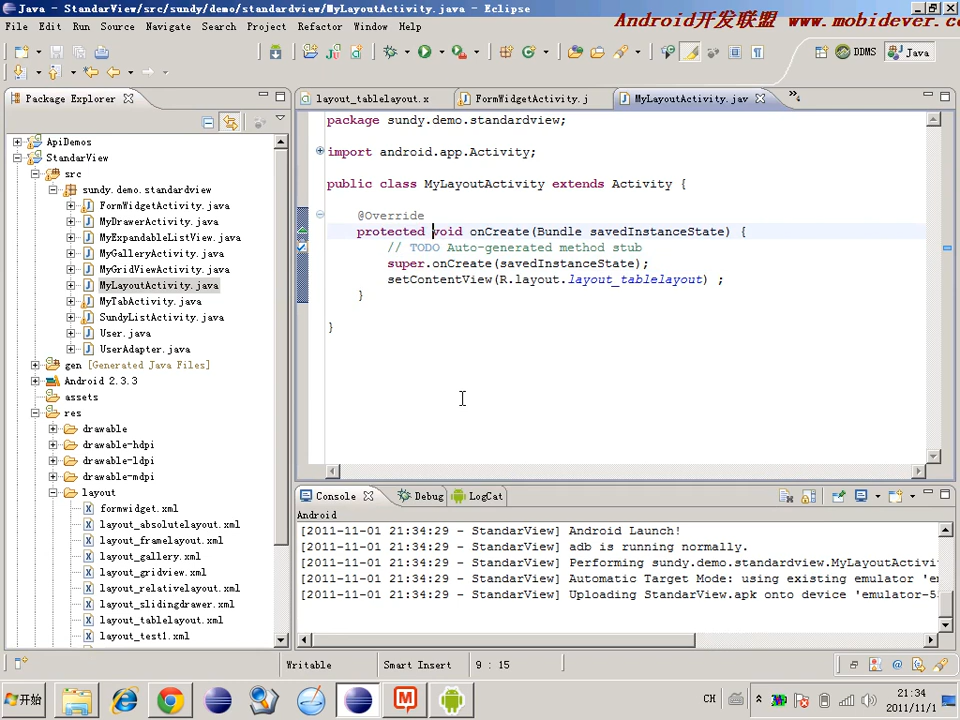 Java - StandarView/src/sundy/demo/standardview/MyLayoutActivity.java - Eclipse
Android开发联盟 www.mobidever.co
File Edit Run Source Navigate Search Project Refactor Window Help
DDMS Java
Package Explorer
layout_tablelayout.x FormWidgetActivity.j MyLayoutActivity.jav
ApiDemos
StandarView
src
sundy.demo.standardview
FormWidgetActivity.java
MyDrawerActivity.java
MyExpandableListView.java
MyGalleryActivity.java
MyGridViewActivity.java
MyLayoutActivity.java
MyTabActivity.java
SundyListActivity.java
User.java
UserAdapter.java
gen [Generated Java Files]
Android 2.3.3
assets
res
drawable
drawable-hdpi
drawable-ldpi
drawable-mdpi
layout
formwidget.xml
layout_absolutelayout.xml
layout_framelayout.xml
layout_gallery.xml
layout_gridview.xml
layout_relativelayout.xml
layout_slidingdrawer.xml
layout_tablelayout.xml
layout_test1.xml
package sundy.demo.standardview;
import android.app.Activity;
public class MyLayoutActivity extends Activity {
@Override
protected void onCreate(Bundle savedInstanceState) {
// TODO Auto-generated method stub
super.onCreate(savedInstanceState);
setContentView(R.layout.layout_tablelayout) ;
}
}
Console Debug LogCat
Android
[2011-11-01 21:34:29 - StandarView] Android Launch!
[2011-11-01 21:34:29 - StandarView] adb is running normally.
[2011-11-01 21:34:29 - StandarView] Performing sundy.demo.standardview.MyLayoutActivi
[2011-11-01 21:34:29 - StandarView] Automatic Target Mode: using existing emulator 'e
[2011-11-01 21:34:29 - StandarView] Uploading StandarView.apk onto device 'emulator-5
Writable Smart Insert 9 : 15
开始
CH
21:34
2011/11/1